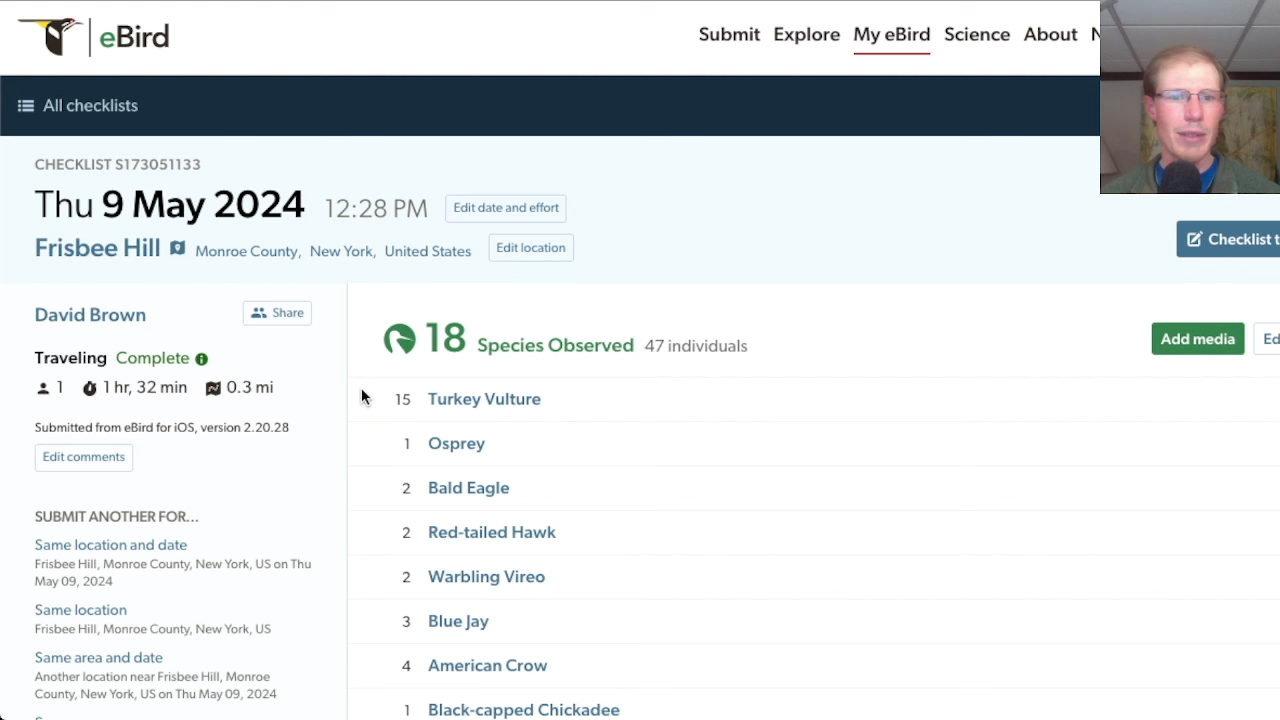 eBird
Submit Explore My eBird Science About N
All checklists
CHECKLIST S173051133
Thu 9 May 2024 12:28 PM Edit date and effort
Frisbee Hill Monroe County, New York, United States Edit location
Checklist t
David Brown Share
Traveling Complete
1 1 hr, 32 min 0.3 mi
Submitted from eBird for iOS, version 2.20.28
Edit comments
SUBMIT ANOTHER FOR...
Same location and date
Frisbee Hill, Monroe County, New York, US on Thu
May 09, 2024
Same location
Frisbee Hill, Monroe County, New York, US
Same area and date
Another location near Frisbee Hill, Monroe
County, New York, US on Thu May 09, 2024
18 Species Observed 47 individuals
Add media Ed
15 Turkey Vulture
1 Osprey
2 Bald Eagle
2 Red-tailed Hawk
2 Warbling Vireo
3 Blue Jay
4 American Crow
1 Black-capped Chickadee